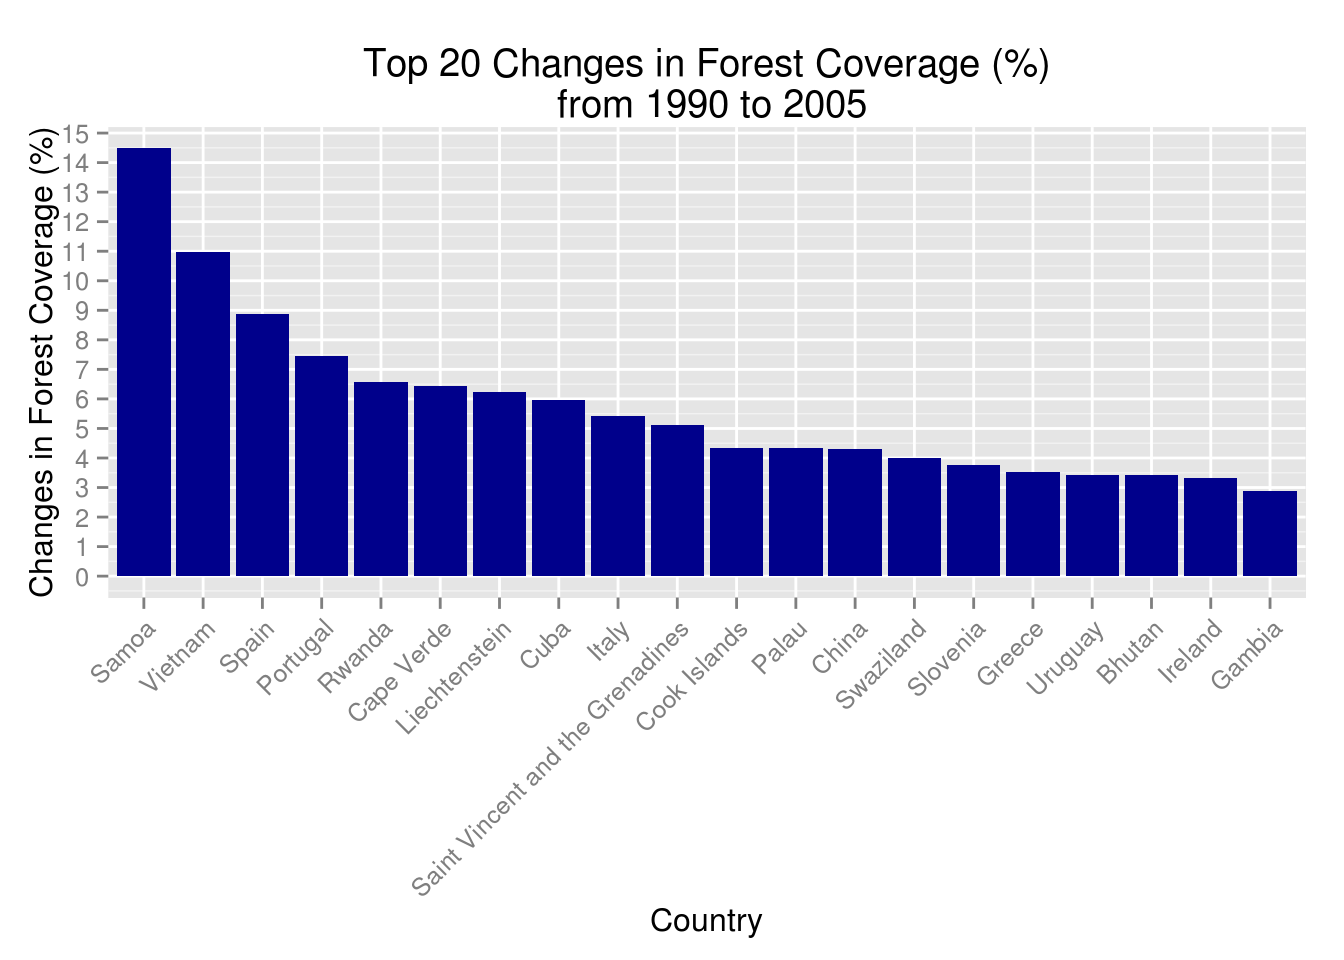 Top 20 Changes in Forest Coverage (%)
from 1990 to 2005
Changes in Forest Coverage (%)
15
14
13
12
11
10
9
8
7
6
5
4
3
2
1
0
Samoa
Vietnam
Spain
Portugal
Rwanda
Cape Verde
Liechtenstein
Cuba
Italy
Saint Vincent and the Grenadines
Cook Islands
Palau
China
Swaziland
Slovenia
Greece
Uruguay
Bhutan
Ireland
Gambia
Country